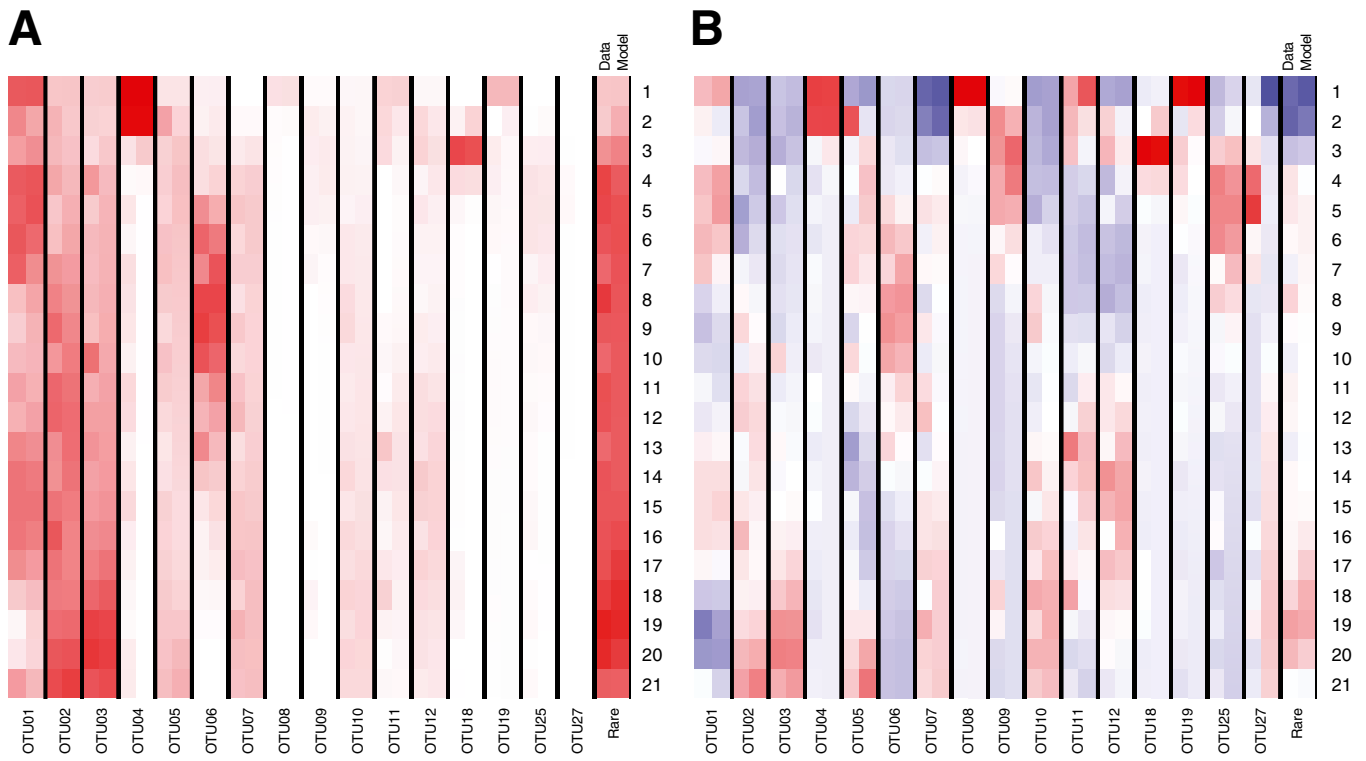 A
B
Data
Model
Data
Model
1
2
3
4
5
6
7
8
9
10
11
12
13
14
15
16
17
18
19
20
21
1
2
3
4
5
6
7
8
9
10
11
12
13
14
15
16
17
18
19
20
21
OTU01
OTU02
OTU03
OTU04
OTU05
OTU06
OTU07
OTU08
OTU09
OTU10
OTU11
OTU12
OTU18
OTU19
OTU25
OTU27
Rare
OTU01
OTU02
OTU03
OTU04
OTU05
OTU06
OTU07
OTU08
OTU09
OTU10
OTU11
OTU12
OTU18
OTU19
OTU25
OTU27
Rare